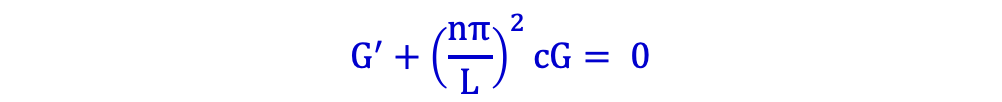 G′ + (nπ/L)² cG = 0